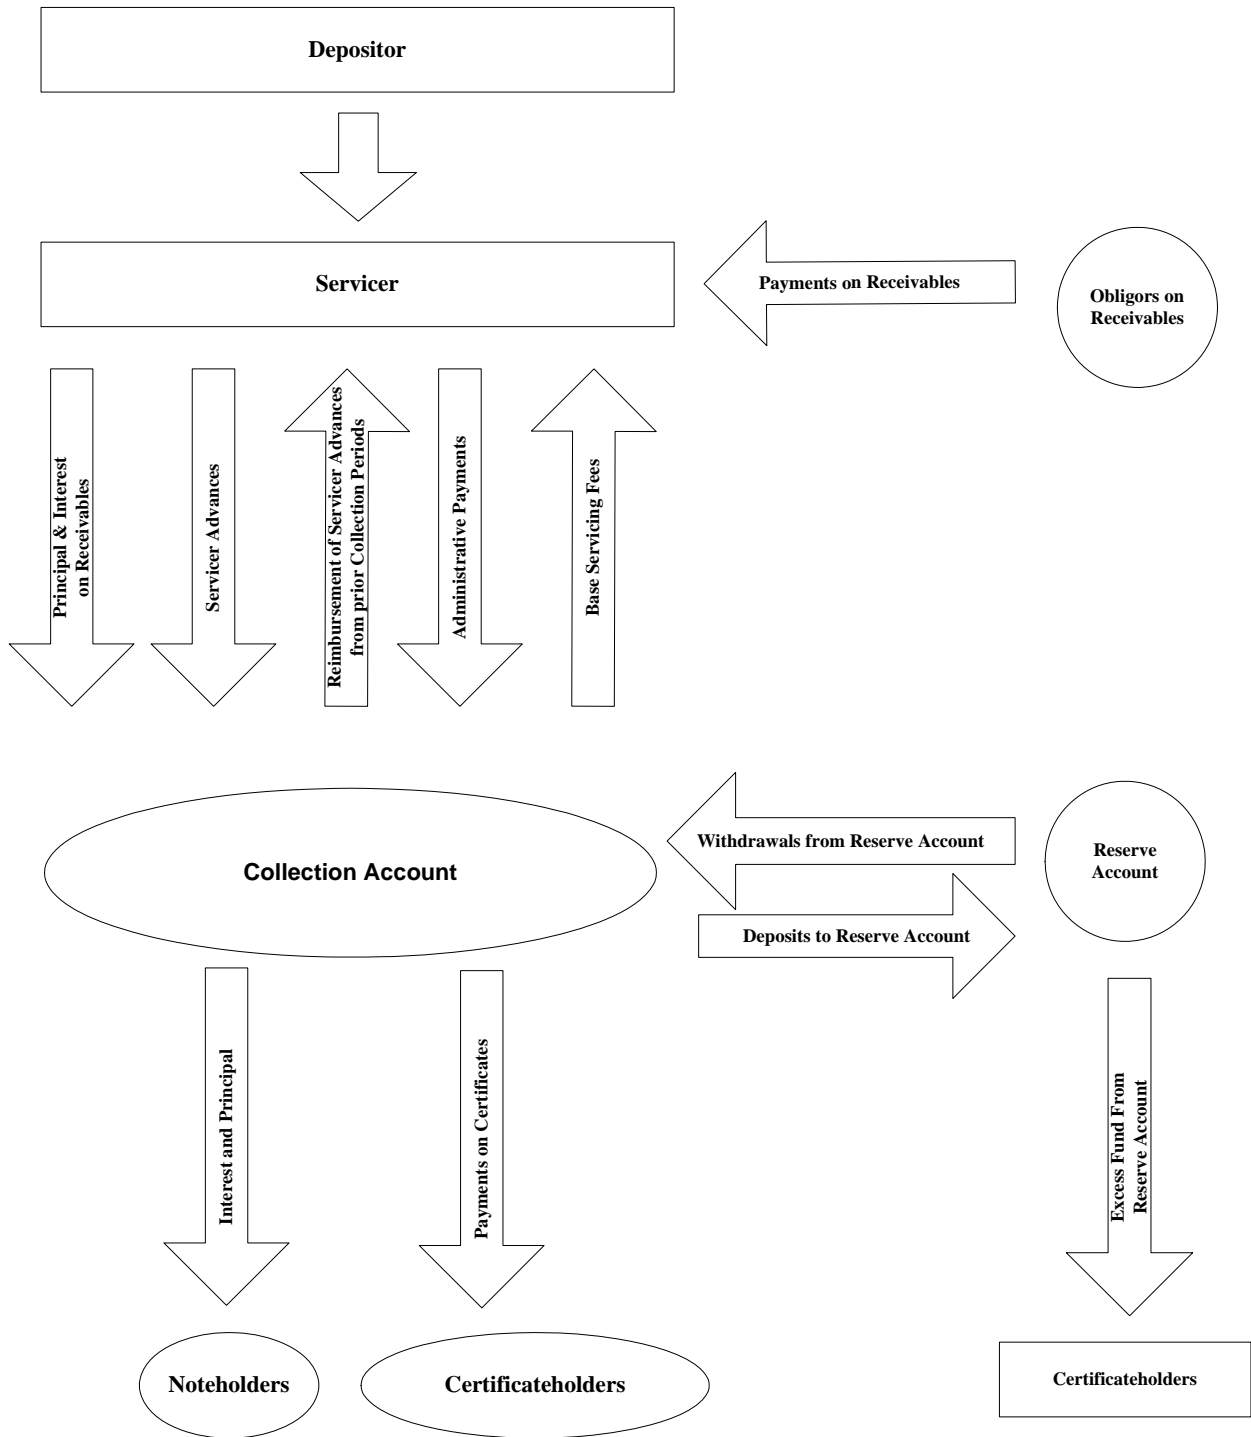 Depositor
Servicer
Payments on Receivables
Obligors on
Receivables
Principal & Interest
on Receivables
Servicer Advances
Reimbursement of Servicer Advances
from prior Collection Periods
Administrative Payments
Base Servicing Fees
Collection Account
Withdrawals from Reserve Account
Deposits to Reserve Account
Reserve
Account
Interest and Principal
Payments on Certificates
Excess Fund From
Reserve Account
Noteholders
Certificateholders
Certificateholders